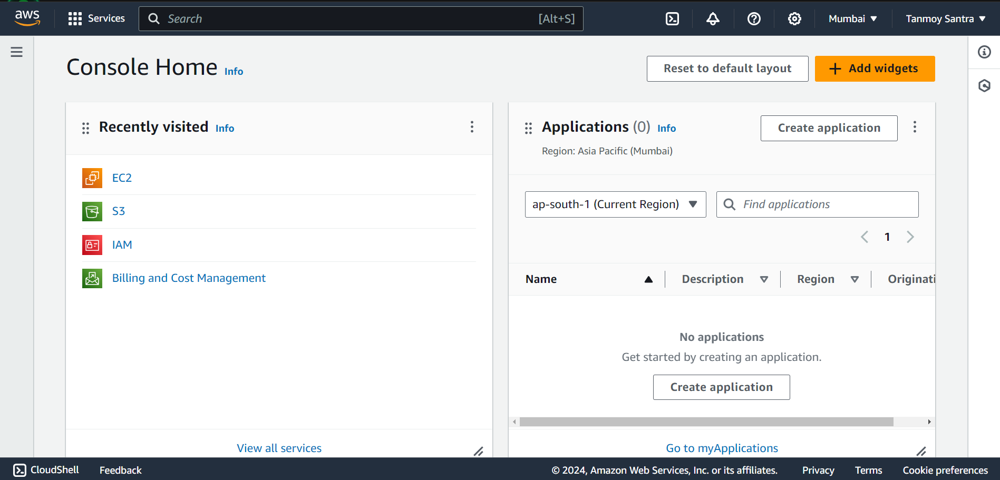 aws
Services
Search [Alt+S]
Mumbai
Tanmoy Santra
Console Home Info
Reset to default layout
Add widgets
Recently visited Info
EC2
S3
IAM
Billing and Cost Management
View all services
Applications (0) Info
Create application
Region: Asia Pacific (Mumbai)
ap-south-1 (Current Region)
Find applications
1
Name Description Region Originati
No applications
Get started by creating an application.
Create application
Go to myApplications
CloudShell Feedback © 2024, Amazon Web Services, Inc. or its affiliates. Privacy Terms Cookie preferences